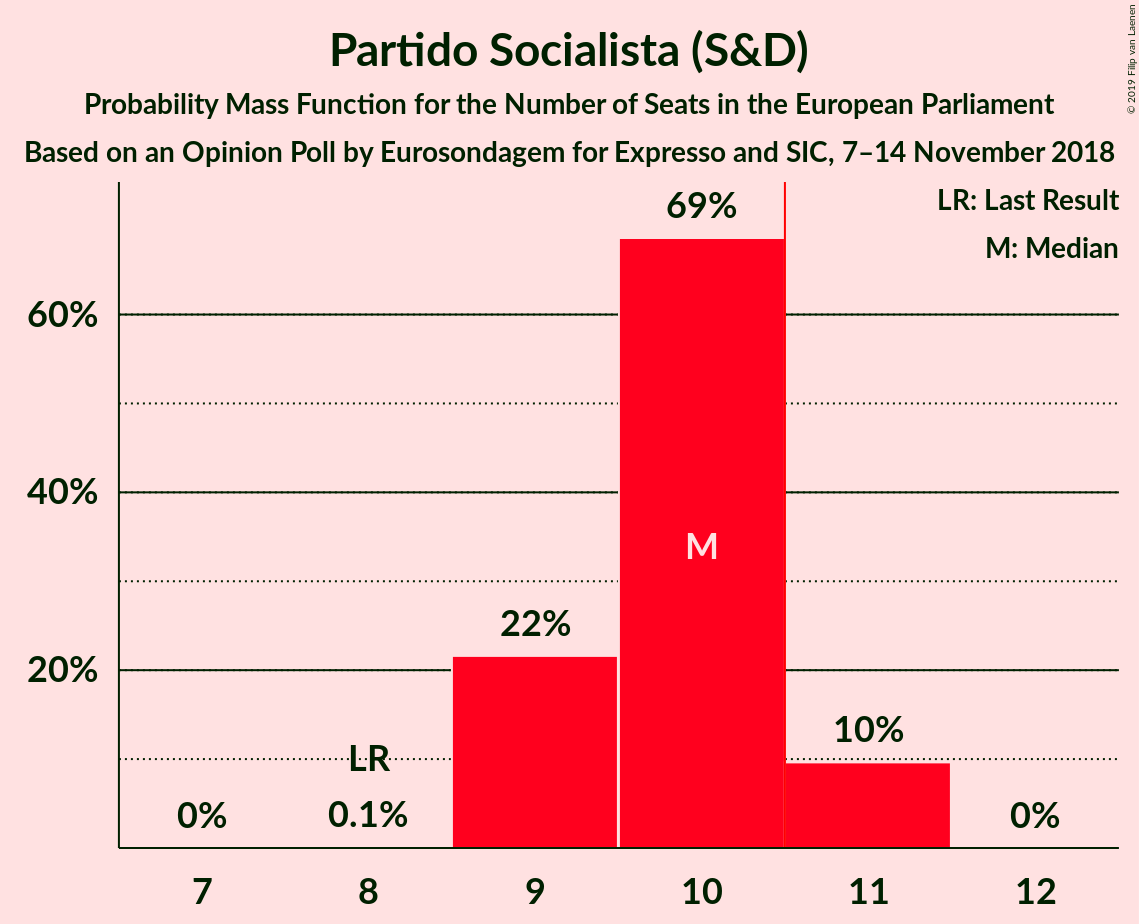 Partido Socialista (S&D)
Probability Mass Function for the Number of Seats in the European Parliament
Based on an Opinion Poll by Eurosondagem for Expresso and SIC, 7–14 November 2018
© 2019 Filip van Laenen
LR: Last Result
M: Median
69%
60%
40%
M
22%
20%
10%
LR
0%
0.1%
0%
7
8
9
10
11
12